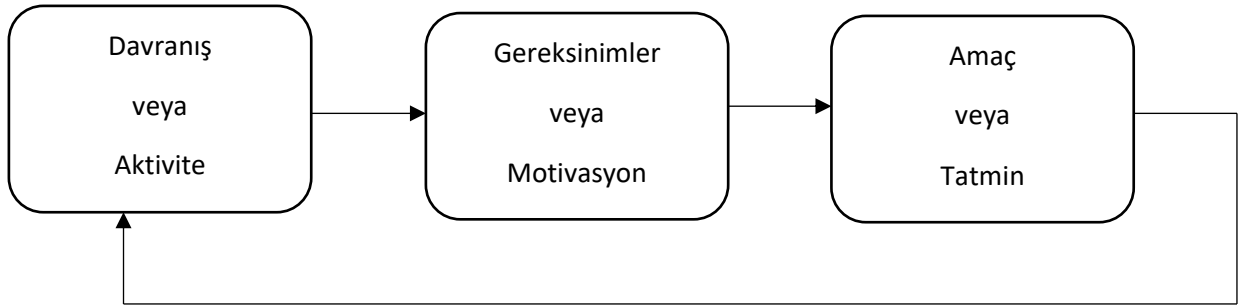 Davranış
veya
Aktivite
Gereksinimler
veya
Motivasyon
Amaç
veya
Tatmin